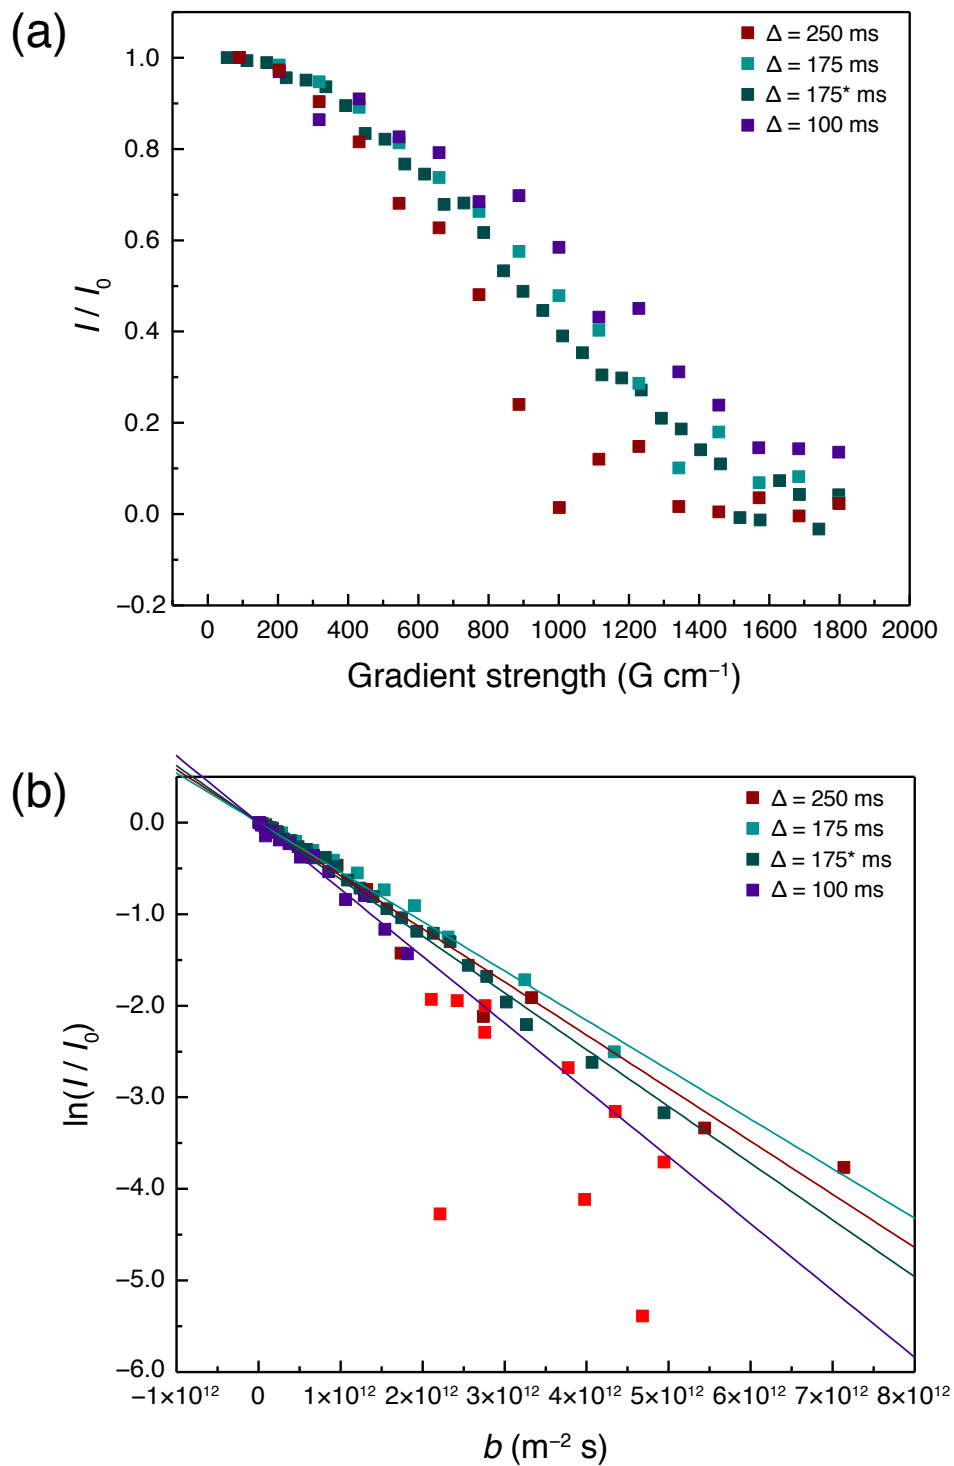 (a)
Δ = 250 ms
Δ = 175 ms
Δ = 175* ms
Δ = 100 ms
1.0
0.8
0.6
0.4
0.2
0.0
−0.2
I / I₀
0 200 400 600 800 1000 1200 1400 1600 1800 2000
Gradient strength (G cm⁻¹)
(b)
Δ = 250 ms
Δ = 175 ms
Δ = 175* ms
Δ = 100 ms
0.0
−1.0
−2.0
−3.0
−4.0
−5.0
−6.0
ln(I / I₀)
−1×10¹² 0 1×10¹² 2×10¹² 3×10¹² 4×10¹² 5×10¹² 6×10¹² 7×10¹² 8×10¹²
b (m⁻² s)